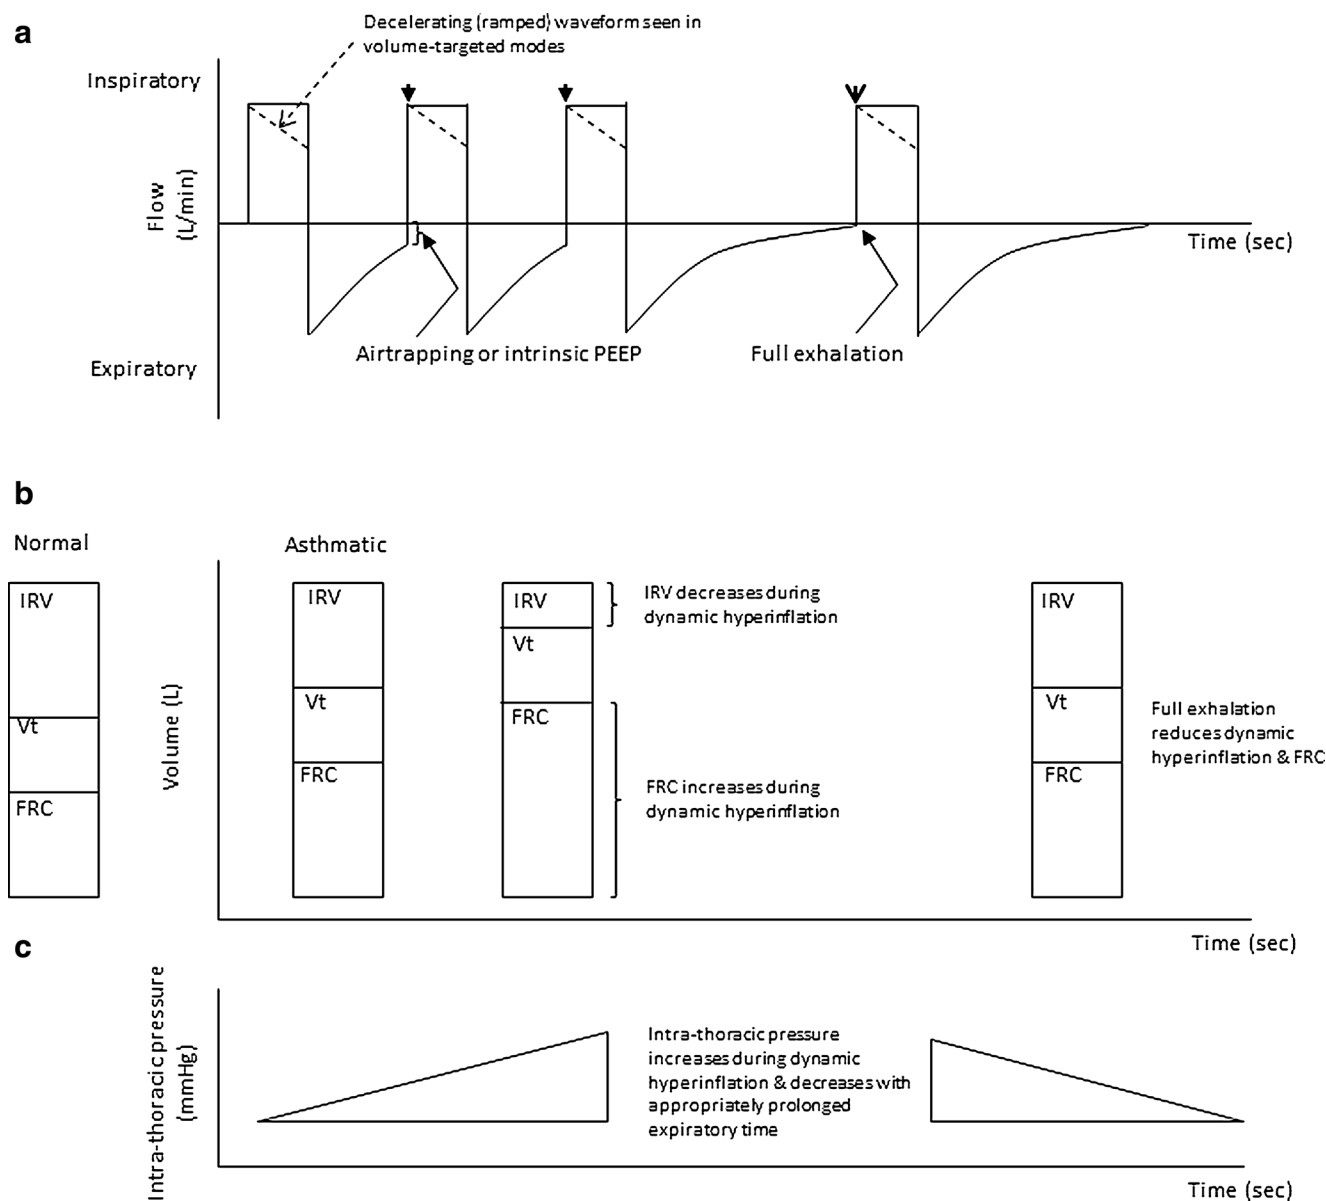 a
Decelerating (ramped) waveform seen in
volume-targeted modes
Inspiratory
Flow
(L/min)
Time (sec)
Airtrapping or intrinsic PEEP
Full exhalation
Expiratory
b
Normal
Asthmatic
IRV
Vt
FRC
Volume (L)
IRV
Vt
FRC
IRV
Vt
FRC
IRV decreases during
dynamic hyperinflation
FRC increases during
dynamic hyperinflation
IRV
Vt
FRC
Full exhalation
reduces dynamic
hyperinflation & FRC
Time (sec)
c
Intra-thoracic pressure
(mmHg)
Intra-thoracic pressure
increases during dynamic
hyperinflation & decreases with
appropriately prolonged
expiratory time
Time (sec)